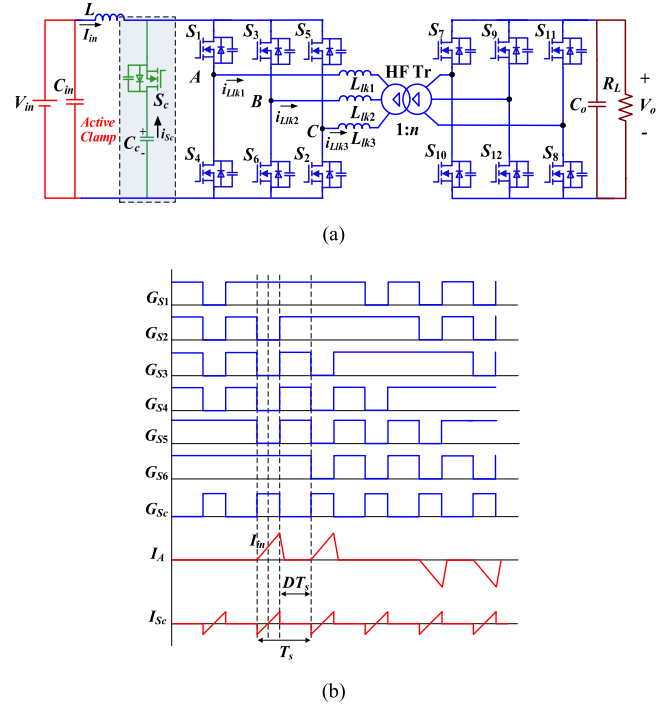 L
I_in
S_1
S_3
S_5
S_7
S_9
S_11
HF Tr
A
i_Llk1
L_lk1
V_in
C_in
S_c
B
i_Llk2
L_lk2
C_o
R_L
+
V_o
-
Active
Clamp
C_c
+
-
i_Sc
C
i_Llk3
L_lk3
1:n
S_4
S_6
S_2
S_10
S_12
S_8
(a)
G_S1
G_S2
G_S3
G_S4
G_S5
G_S6
G_Sc
I_A
I_in
DT_s
I_Sc
T_s
(b)